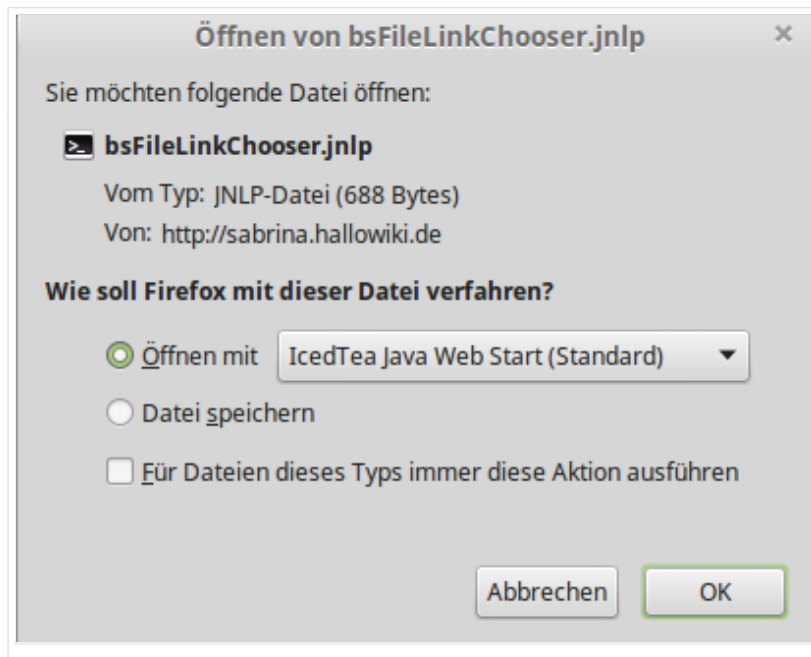 Öffnen von bsFileLinkChooser.jnlp
Sie möchten folgende Datei öffnen:
bsFileLinkChooser.jnlp
Vom Typ: JNLP-Datei (688 Bytes)
Von: http://sabrina.hallowiki.de
Wie soll Firefox mit dieser Datei verfahren?
Öffnen mit IcedTea Java Web Start (Standard)
Datei speichern
Für Dateien dieses Typs immer diese Aktion ausführen
Abbrechen OK